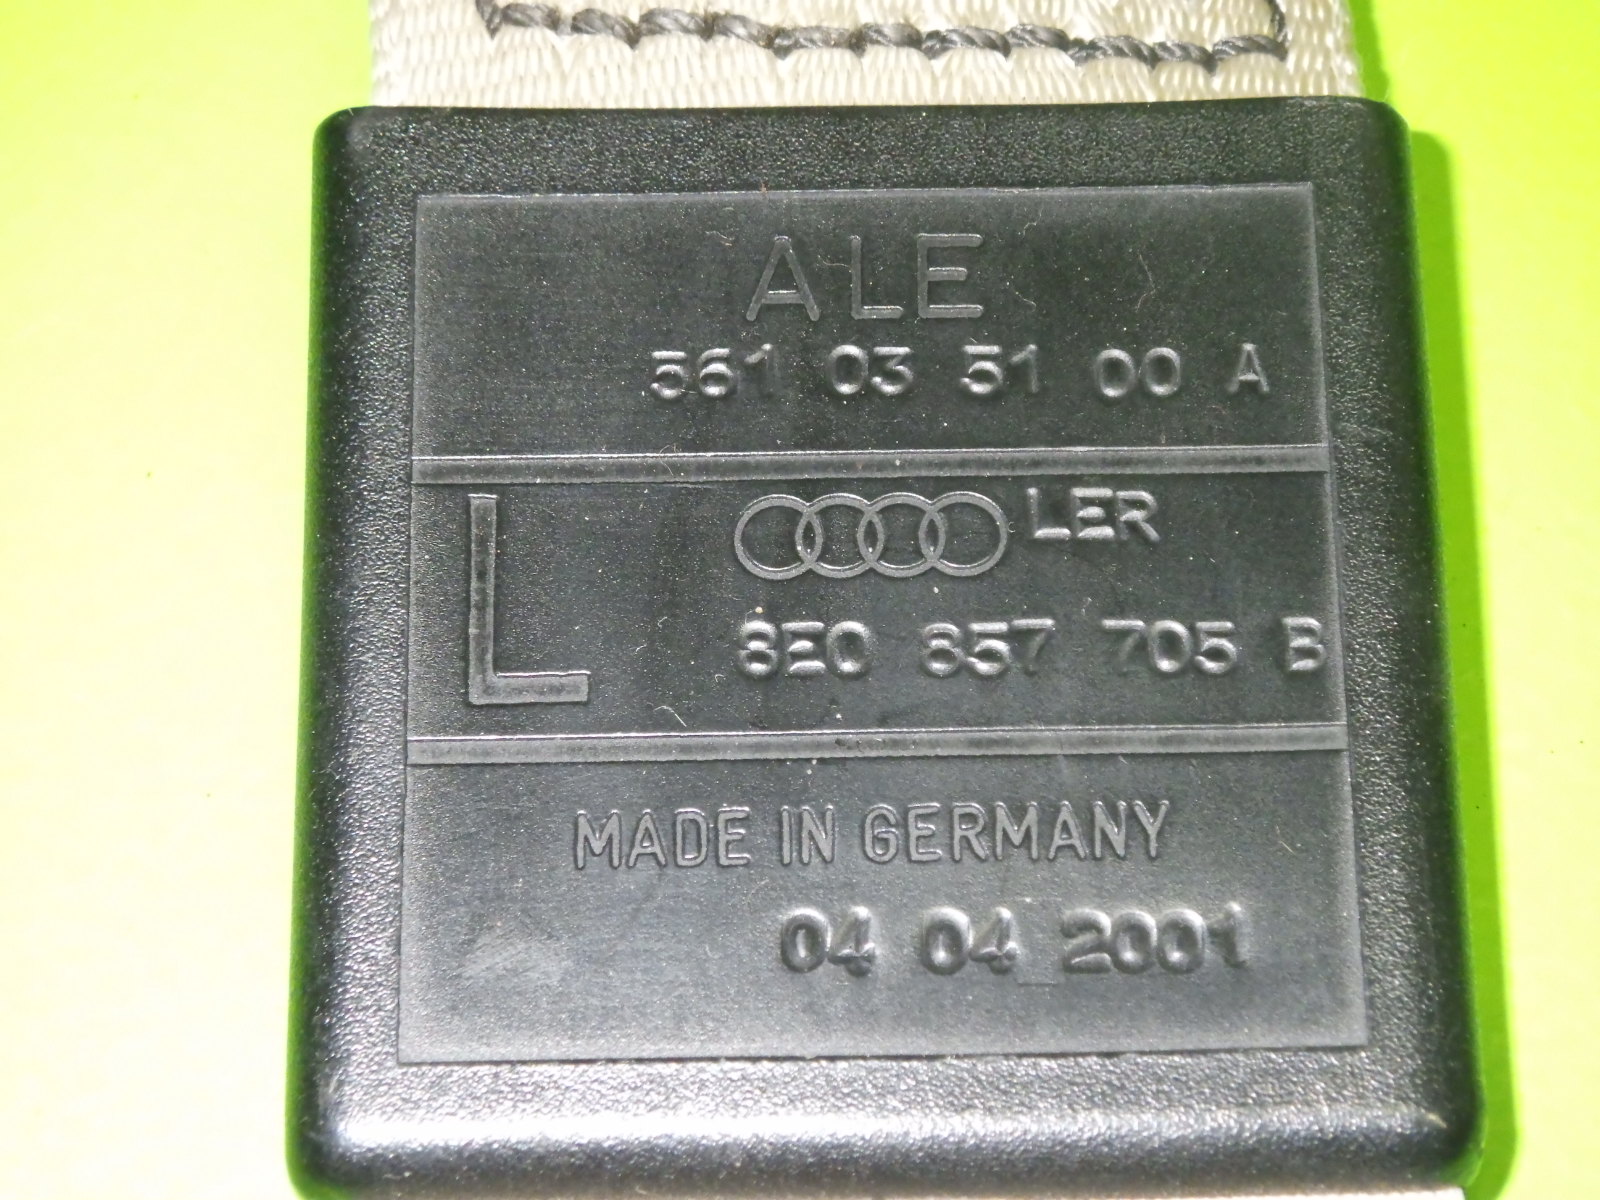 ALE
561 03 51 00 A
L
LER
8E0 857 705 B
MADE IN GERMANY
04 04 2001